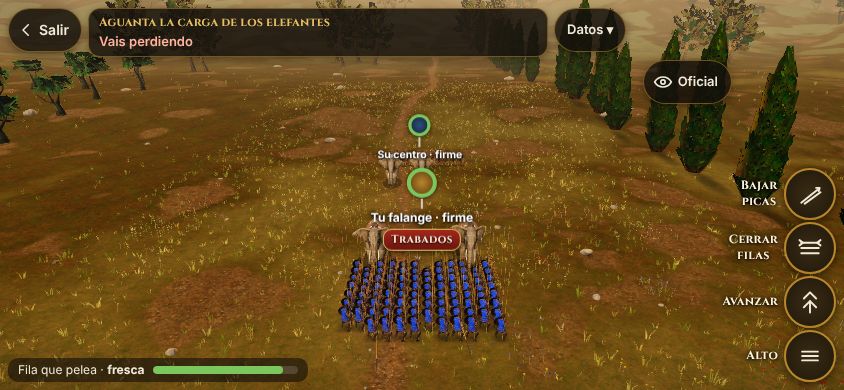 Salir
AGUANTA LA CARGA DE LOS ELEFANTES
Vais perdiendo
Datos ▾
Oficial
Su centro · firme
Tu falange · firme
TRABADOS
BAJAR
PICAS
CERRAR
FILAS
AVANZAR
ALTO
Fila que pelea · fresca